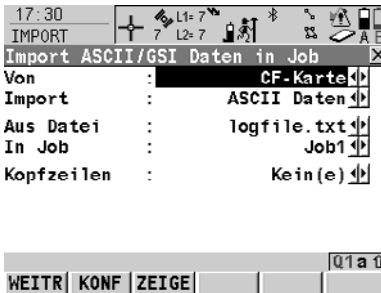 17:30
IMPORT
L1= 7
7 L2= 7
A E
Import ASCII/GSI Daten in Job X
Von : CF-Karte
Import : ASCII Daten
Aus Datei : logfile.txt
In Job : Job1
Kopfzeilen : Kein(e)
Q1a
WEITR KONF ZEIGE